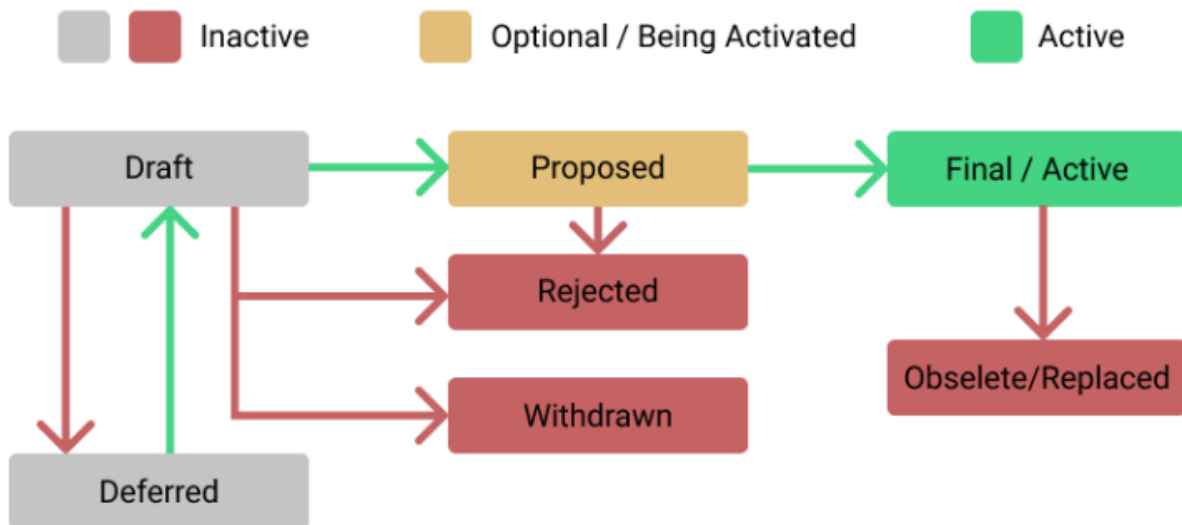 Inactive
Optional / Being Activated
Active
Draft
Proposed
Final / Active
Rejected
Obselete/Replaced
Withdrawn
Deferred